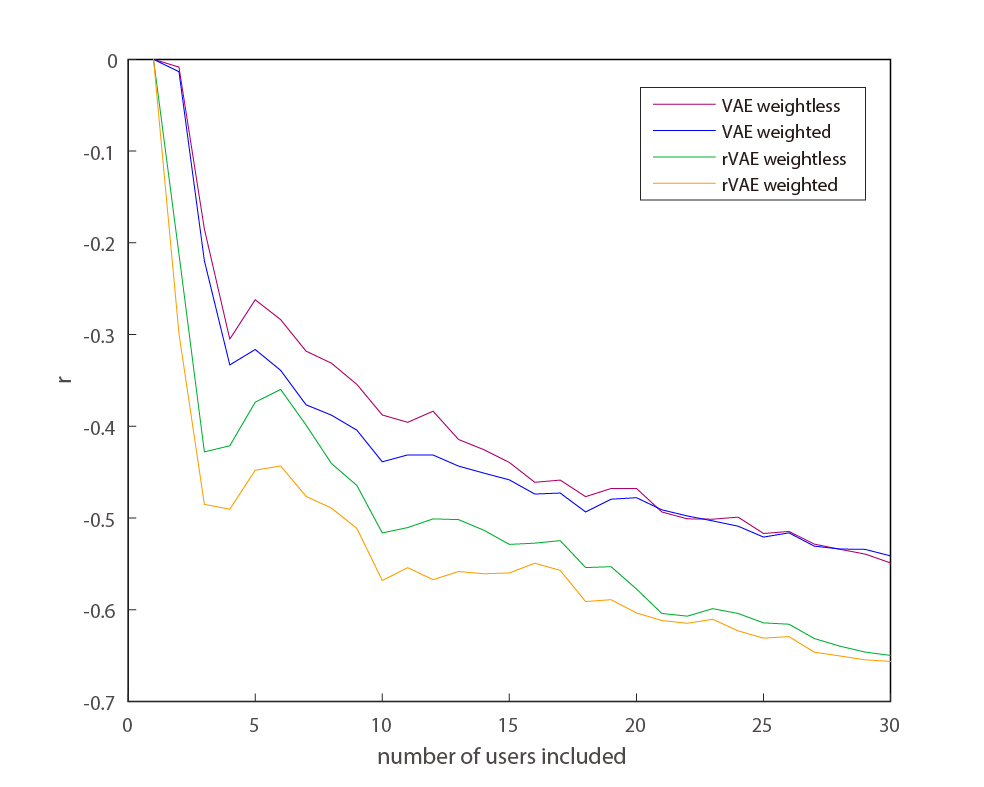 0
-0.1
-0.2
-0.3
-0.4
-0.5
-0.6
-0.7
r
VAE weightless
VAE weighted
rVAE weightless
rVAE weighted
0 5 10 15 20 25 30
number of users included